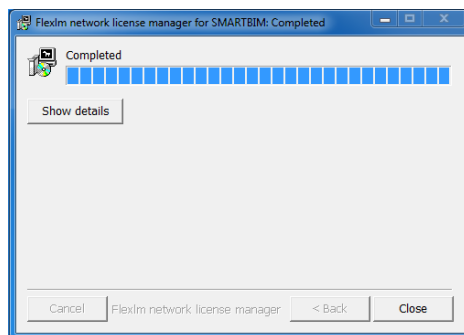 Flexlm network license manager for SMARTBIM: Completed
Completed
Show details
Cancel Flexlm network license manager < Back Close